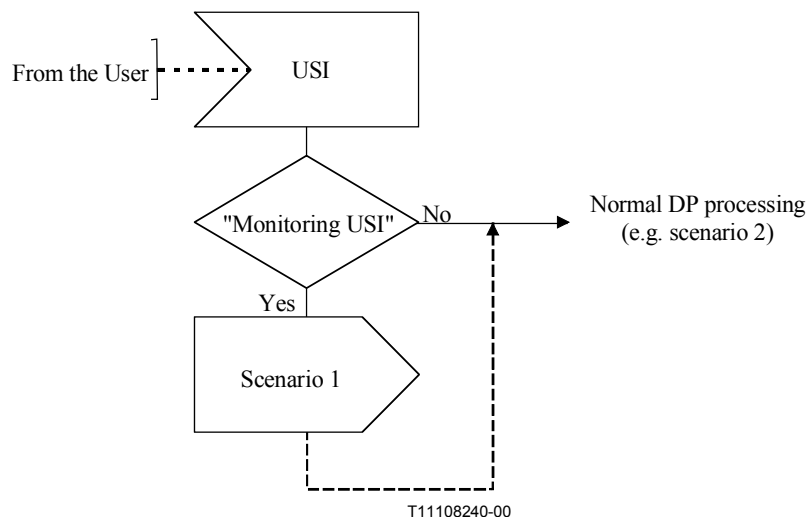 From the User
USI
"Monitoring USI"
No
Normal DP processing
(e.g. scenario 2)
Yes
Scenario 1
T11108240-00